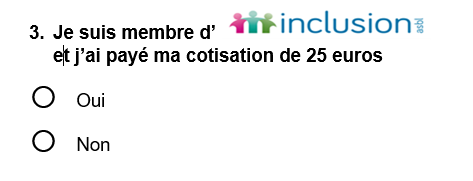 3. Je suis membre d’ inclusion asbl
et j’ai payé ma cotisation de 25 euros
Oui
Non